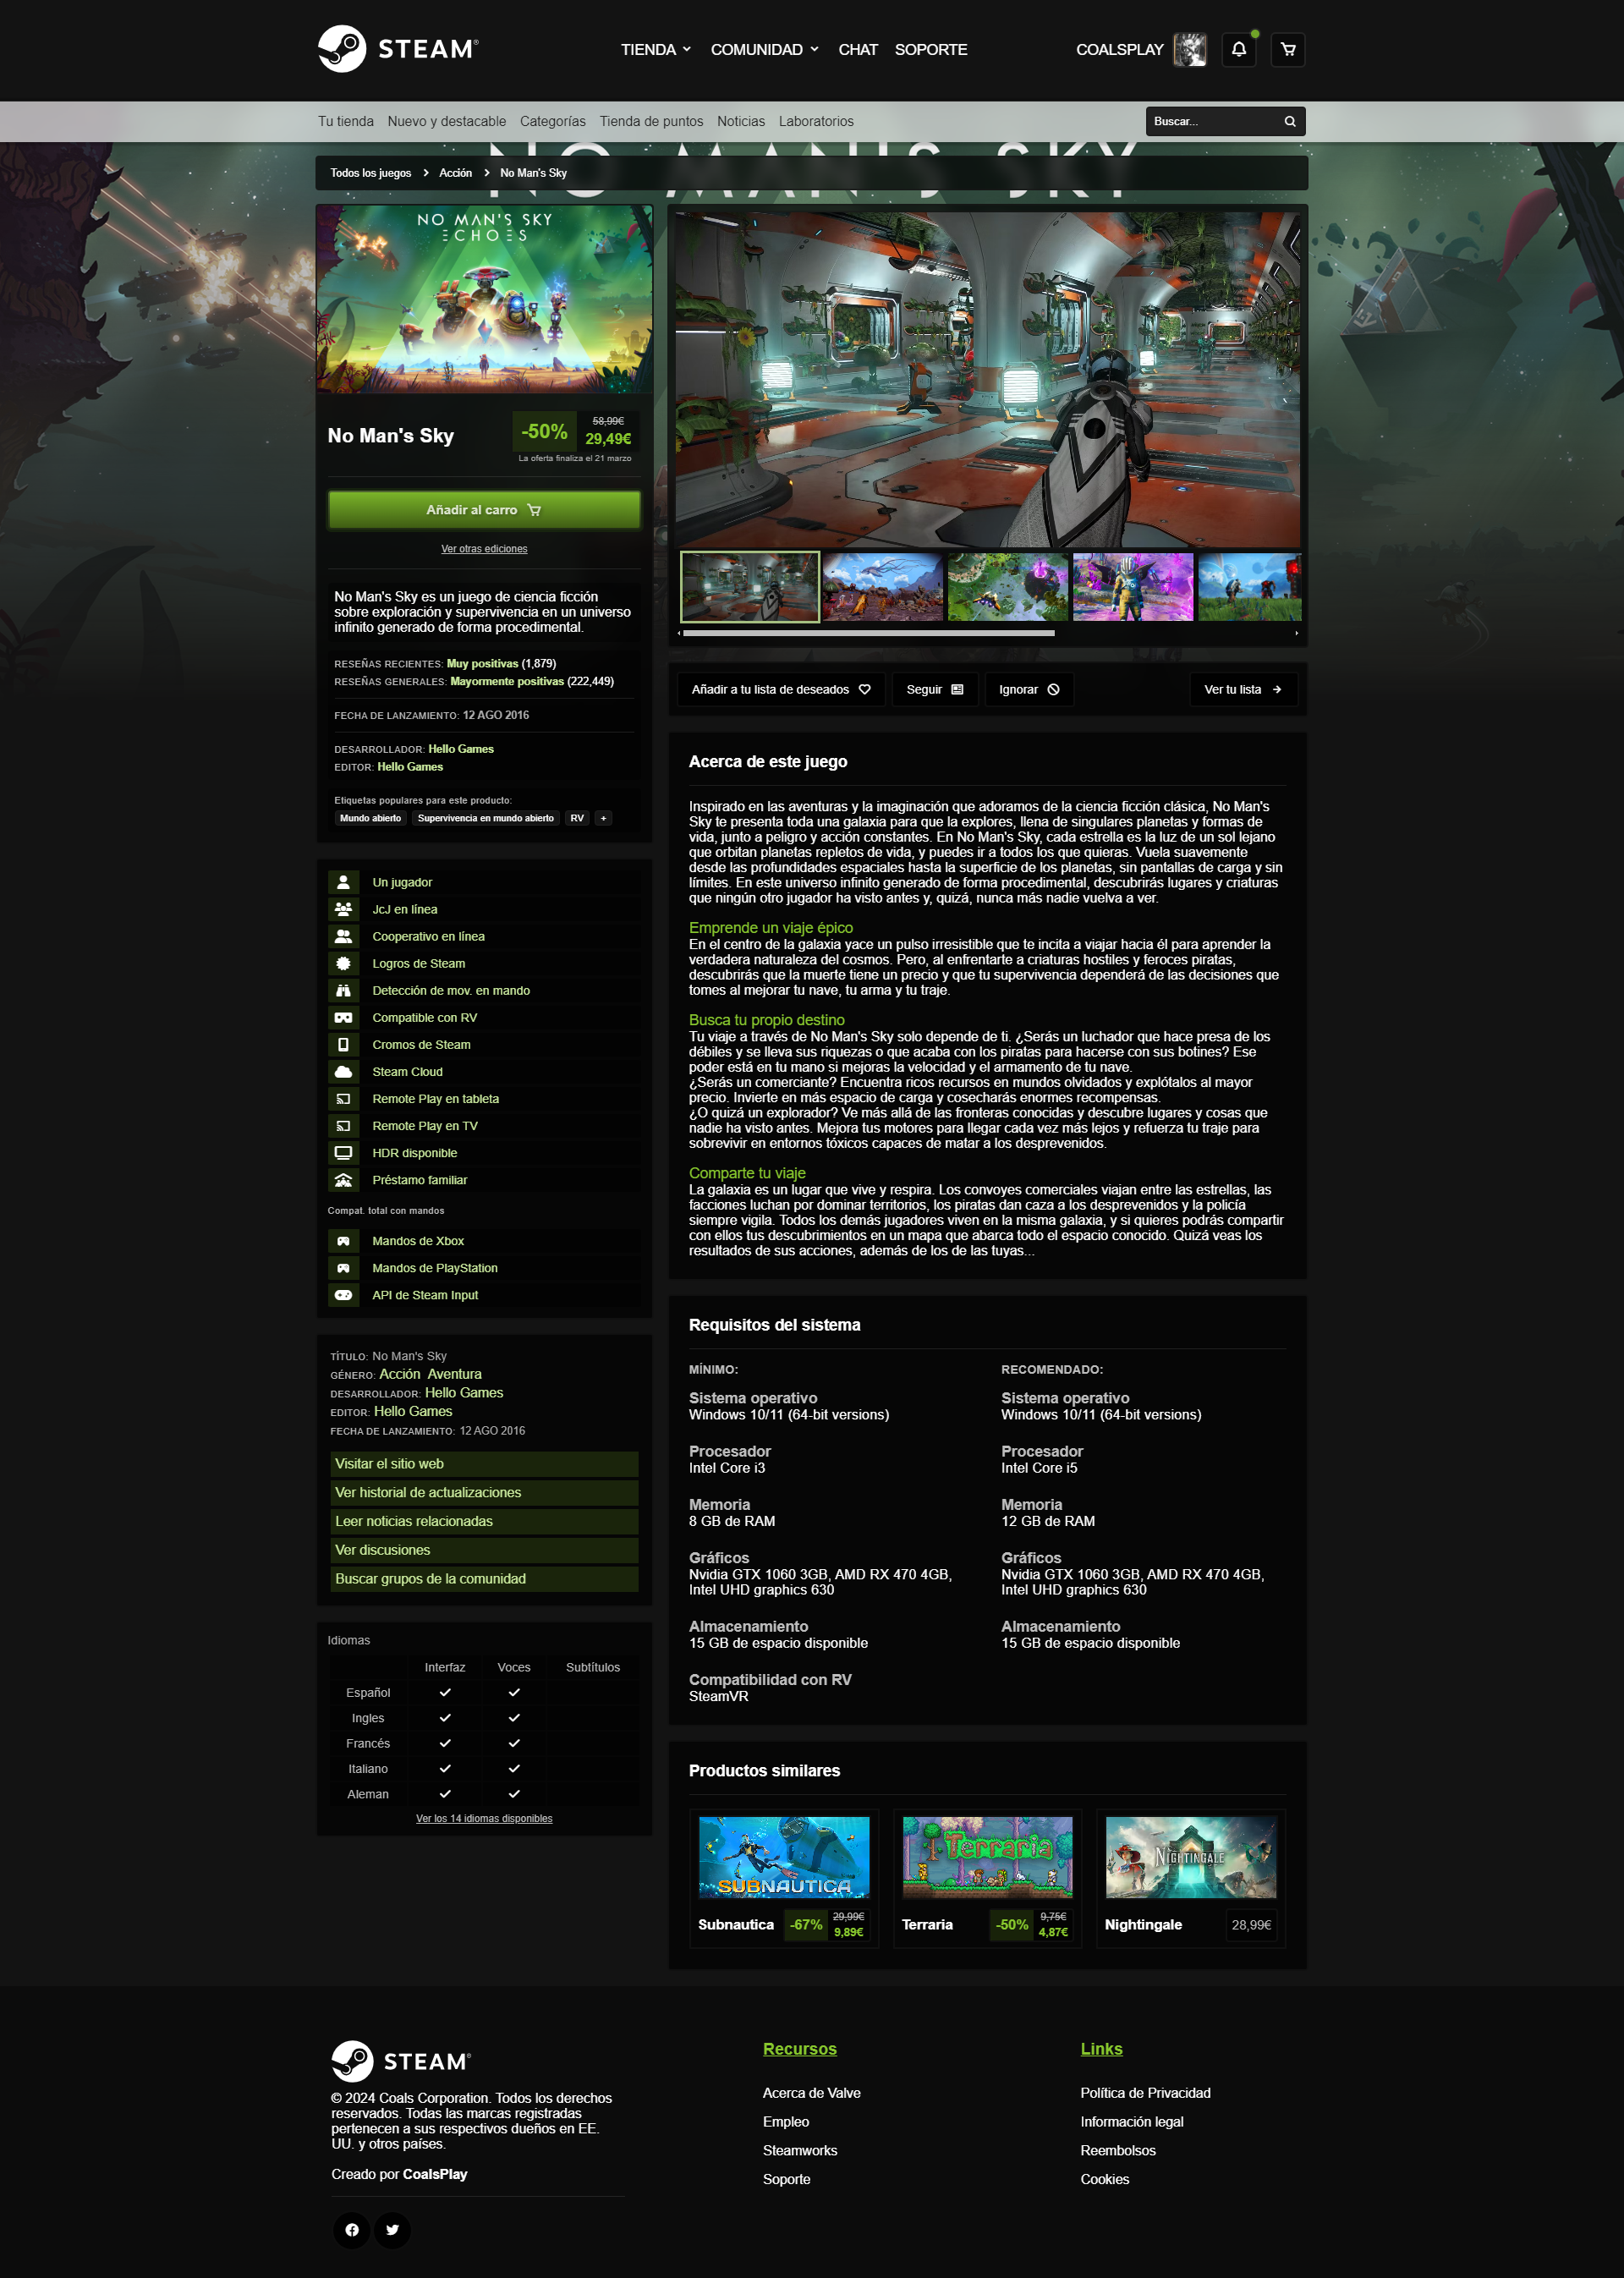 STEAM®
TIENDA
COMUNIDAD
CHAT
SOPORTE
COALSPLAY
Tu tienda
Nuevo y destacable
Categorías
Tienda de puntos
Noticias
Laboratorios
Buscar...
NO MAN'S SKY
Todos los juegos
Acción
No Man's Sky
NO MAN'S SKY
ECHOES
No Man's Sky
-50%
58,99€
29,49€
La oferta finaliza el 21 marzo
Añadir al carro
Ver otras ediciones
No Man's Sky es un juego de ciencia ficción
sobre exploración y supervivencia en un universo
infinito generado de forma procedimental.
RESEÑAS RECIENTES: Muy positivas (1,879)
RESEÑAS GENERALES: Mayormente positivas (222,449)
FECHA DE LANZAMIENTO: 12 AGO 2016
DESARROLLADOR: Hello Games
EDITOR: Hello Games
Etiquetas populares para este producto:
Mundo abierto
Supervivencia en mundo abierto
RV
+
Un jugador
JcJ en línea
Cooperativo en línea
Logros de Steam
Detección de mov. en mando
Compatible con RV
Cromos de Steam
Steam Cloud
Remote Play en tableta
Remote Play en TV
HDR disponible
Préstamo familiar
Compat. total con mandos
Mandos de Xbox
Mandos de PlayStation
API de Steam Input
TÍTULO: No Man's Sky
GÉNERO: Acción Aventura
DESARROLLADOR: Hello Games
EDITOR: Hello Games
FECHA DE LANZAMIENTO: 12 AGO 2016
Visitar el sitio web
Ver historial de actualizaciones
Leer noticias relacionadas
Ver discusiones
Buscar grupos de la comunidad
Idiomas
Interfaz Voces Subtítulos
Español
Ingles
Francés
Italiano
Aleman
Ver los 14 idiomas disponibles
Añadir a tu lista de deseados
Seguir
Ignorar
Ver tu lista
Acerca de este juego
Inspirado en las aventuras y la imaginación que adoramos de la ciencia ficción clásica, No Man's
Sky te presenta toda una galaxia para que la explores, llena de singulares planetas y formas de
vida, junto a peligro y acción constantes. En No Man's Sky, cada estrella es la luz de un sol lejano
que orbitan planetas repletos de vida, y puedes ir a todos los que quieras. Vuela suavemente
desde las profundidades espaciales hasta la superficie de los planetas, sin pantallas de carga y sin
límites. En este universo infinito generado de forma procedimental, descubrirás lugares y criaturas
que ningún otro jugador ha visto antes y, quizá, nunca más nadie vuelva a ver.
Emprende un viaje épico
En el centro de la galaxia yace un pulso irresistible que te incita a viajar hacia él para aprender la
verdadera naturaleza del cosmos. Pero, al enfrentarte a criaturas hostiles y feroces piratas,
descubrirás que la muerte tiene un precio y que tu supervivencia dependerá de las decisiones que
tomes al mejorar tu nave, tu arma y tu traje.
Busca tu propio destino
Tu viaje a través de No Man's Sky solo depende de ti. ¿Serás un luchador que hace presa de los
débiles y se lleva sus riquezas o que acaba con los piratas para hacerse con sus botines? Ese
poder está en tu mano si mejoras la velocidad y el armamento de tu nave.
¿Serás un comerciante? Encuentra ricos recursos en mundos olvidados y explótalos al mayor
precio. Invierte en más espacio de carga y cosecharás enormes recompensas.
¿O quizá un explorador? Ve más allá de las fronteras conocidas y descubre lugares y cosas que
nadie ha visto antes. Mejora tus motores para llegar cada vez más lejos y refuerza tu traje para
sobrevivir en entornos tóxicos capaces de matar a los desprevenidos.
Comparte tu viaje
La galaxia es un lugar que vive y respira. Los convoyes comerciales viajan entre las estrellas, las
facciones luchan por dominar territorios, los piratas dan caza a los desprevenidos y la policía
siempre vigila. Todos los demás jugadores viven en la misma galaxia, y si quieres podrás compartir
con ellos tus descubrimientos en un mapa que abarca todo el espacio conocido. Quizá veas los
resultados de sus acciones, además de los de las tuyas...
Requisitos del sistema
MÍNIMO:
Sistema operativo
Windows 10/11 (64-bit versions)
Procesador
Intel Core i3
Memoria
8 GB de RAM
Gráficos
Nvidia GTX 1060 3GB, AMD RX 470 4GB,
Intel UHD graphics 630
Almacenamiento
15 GB de espacio disponible
Compatibilidad con RV
SteamVR
RECOMENDADO:
Sistema operativo
Windows 10/11 (64-bit versions)
Procesador
Intel Core i5
Memoria
12 GB de RAM
Gráficos
Nvidia GTX 1060 3GB, AMD RX 470 4GB,
Intel UHD graphics 630
Almacenamiento
15 GB de espacio disponible
Productos similares
SUBNAUTICA
Subnautica
-67%
29,99€
9,89€
Terraria
Terraria
-50%
9,75€
4,87€
NIGHTINGALE
Nightingale
28,99€
STEAM®
© 2024 Coals Corporation. Todos los derechos
reservados. Todas las marcas registradas
pertenecen a sus respectivos dueños en EE.
UU. y otros países.
Creado por CoalsPlay
Recursos
Acerca de Valve
Empleo
Steamworks
Soporte
Links
Política de Privacidad
Información legal
Reembolsos
Cookies